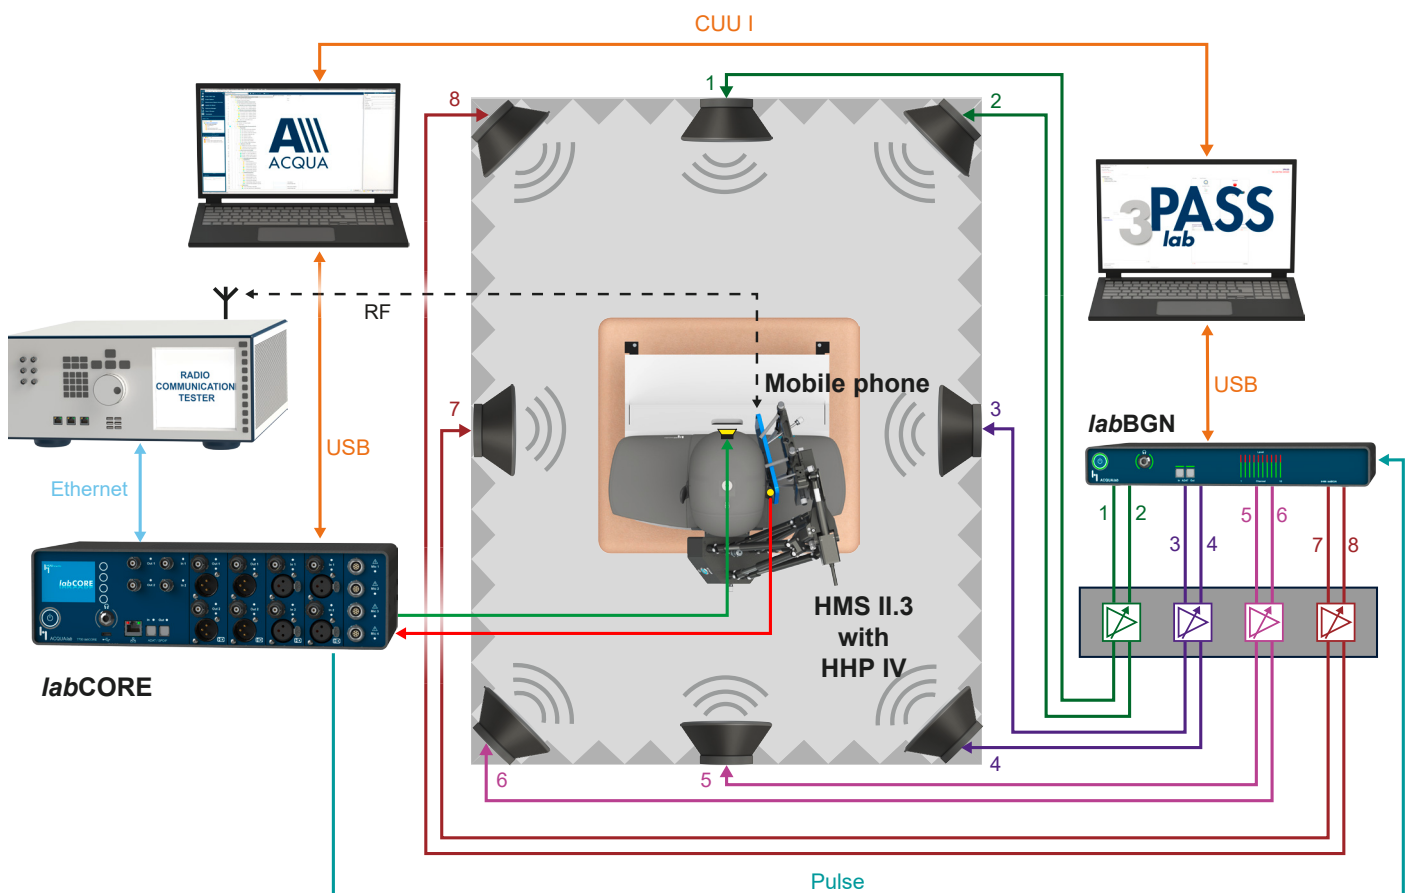 CUU I
1
8
2
ACQUA
3PASS
lab
RF
RADIO
COMMUNICATION
TESTER
Mobile phone
USB
7
3
labBGN
USB
Ethernet
1
2
3
4
5
6
7
8
labCORE
ACQUAlab
HMS II.3
with
HHP IV
labCORE
6
5
4
Pulse